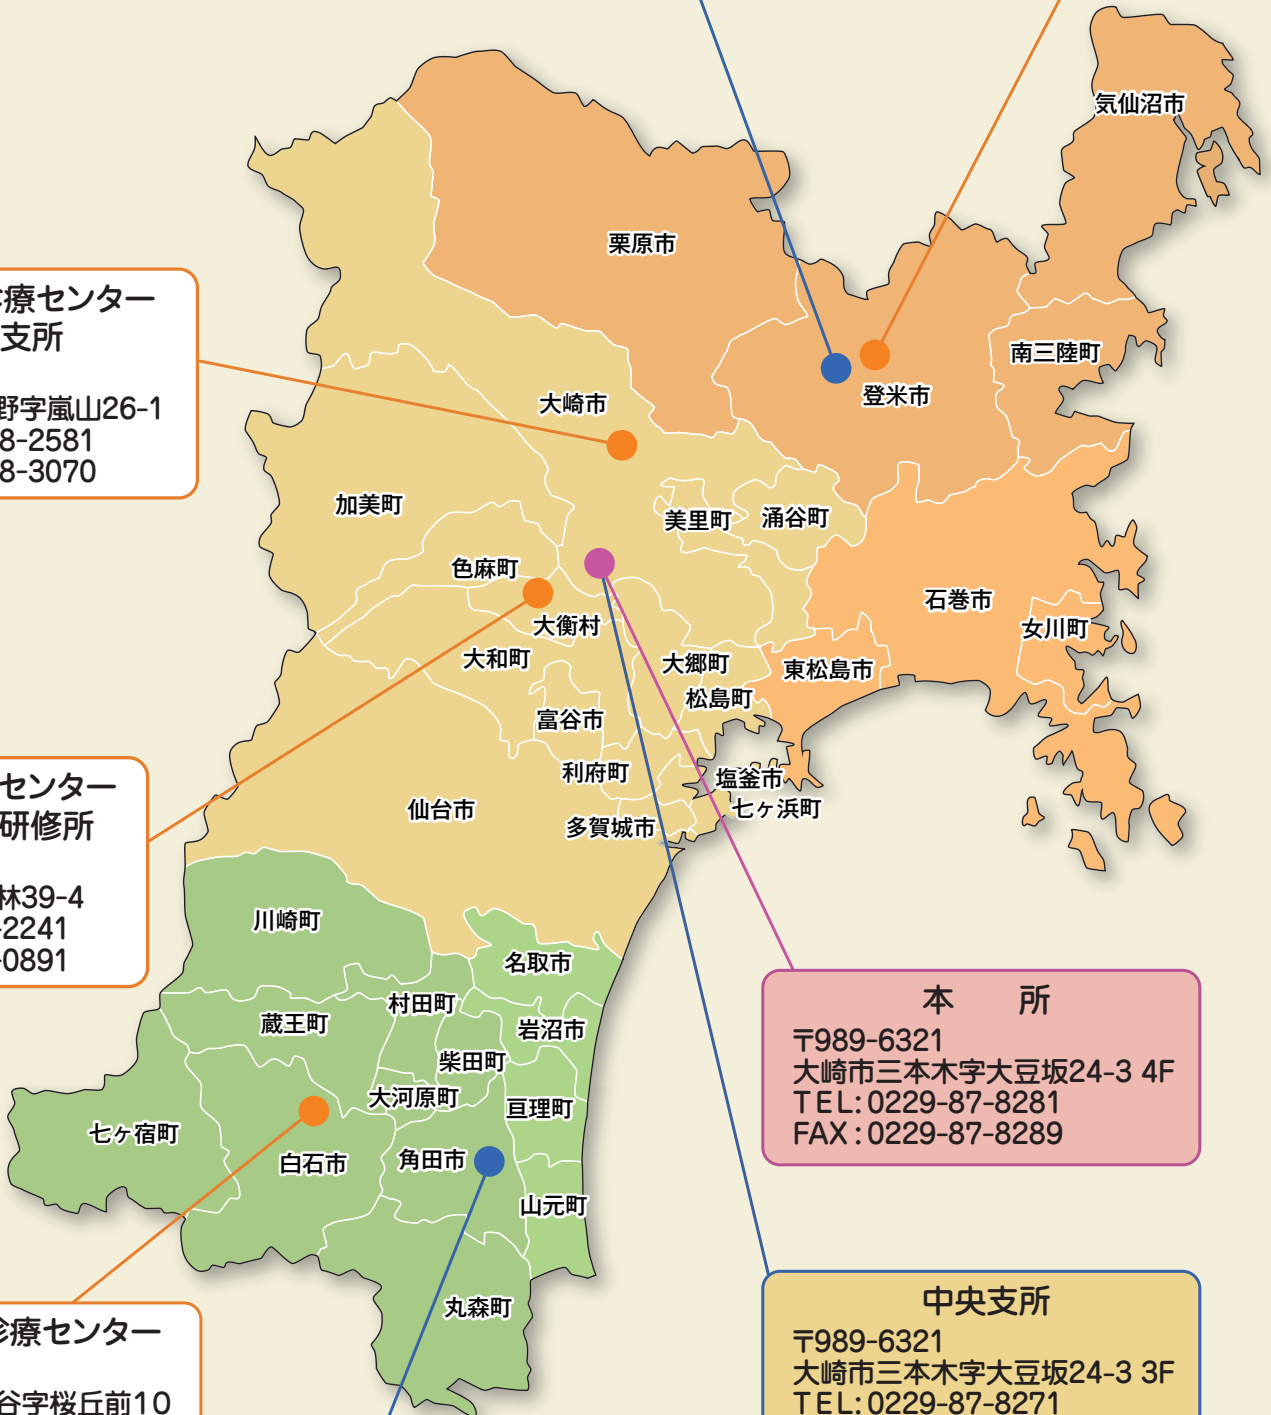 気仙沼市
栗原市
南三陸町
登米市
大崎市
療センター
支所
野字嵐山26-1
8-2581
8-3070
加美町
美里町
涌谷町
色麻町
石巻市
大衡村
女川町
大和町
大郷町
東松島市
松島町
富谷市
利府町
塩釜市
仙台市
七ヶ浜町
多賀城市
センター
研修所
林39-4
-2241
-0891
川崎町
名取市
村田町
蔵王町
岩沼市
柴田町
大河原町
亘理町
七ヶ宿町
白石市
角田市
山元町
丸森町
本　所
〒989-6321
大崎市三本木字大豆坂24-3 4F
TEL:0229-87-8281
FAX:0229-87-8289
中央支所
〒989-6321
大崎市三本木字大豆坂24-3 3F
TEL:0229-87-8271
診療センター
谷字桜丘前10